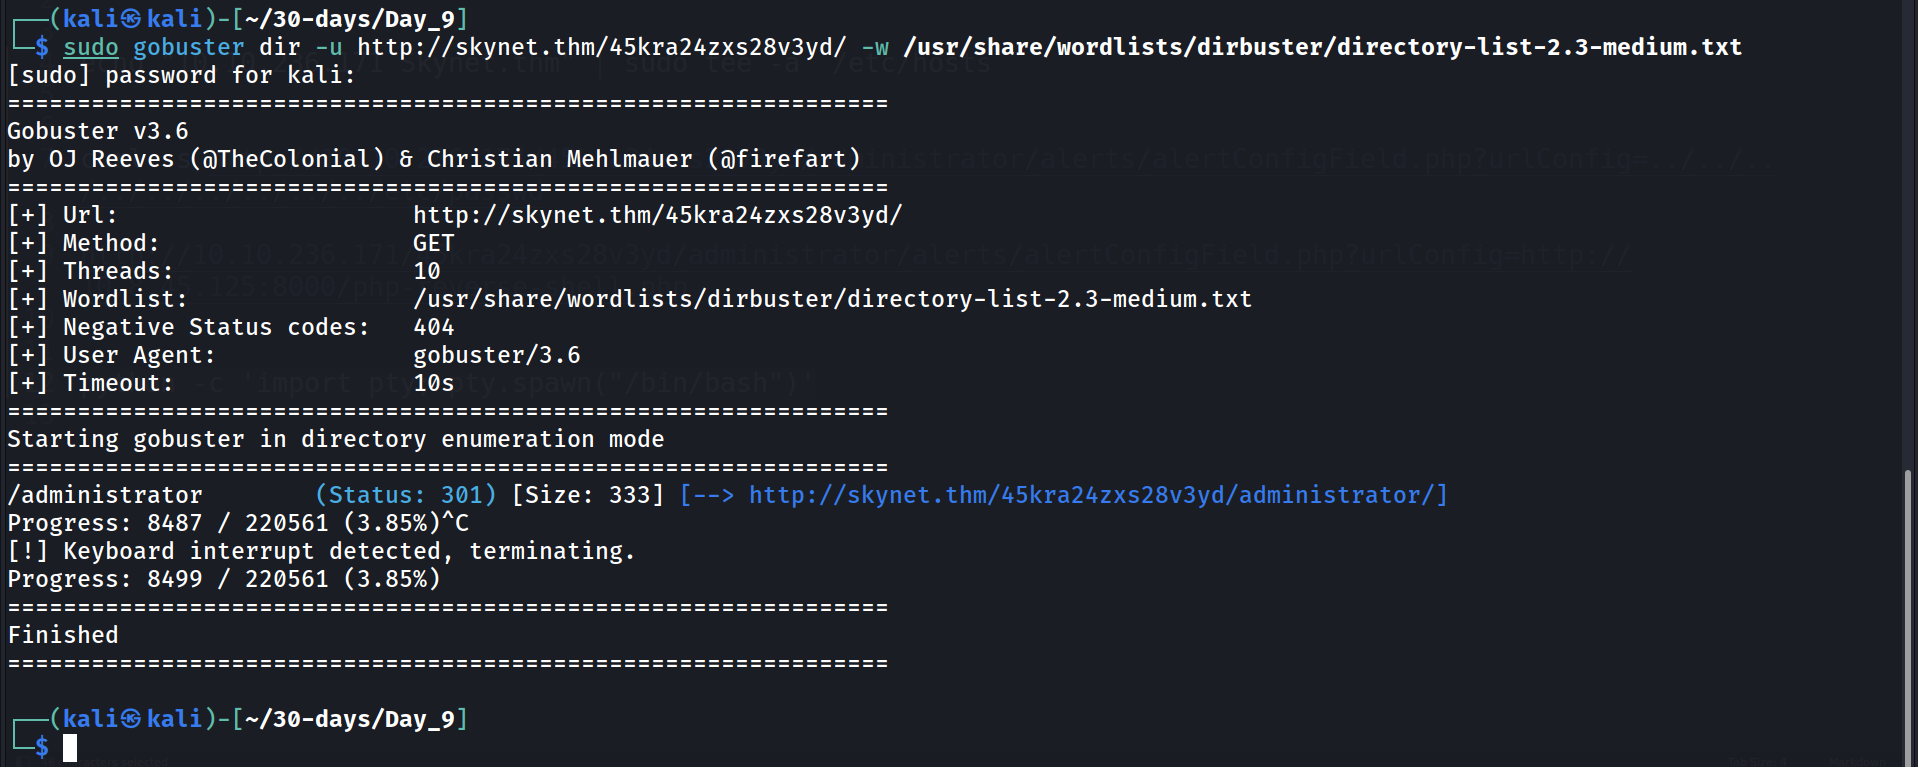 ┌──(kali㉿kali)-[~/30-days/Day_9]
└─$ sudo gobuster dir -u http://skynet.thm/45kra24zxs28v3yd/ -w /usr/share/wordlists/dirbuster/directory-list-2.3-medium.txt
[sudo] password for kali:
===============================================================
Gobuster v3.6
by OJ Reeves (@TheColonial) & Christian Mehlmauer (@firefart)
===============================================================
[+] Url:                     http://skynet.thm/45kra24zxs28v3yd/
[+] Method:                  GET
[+] Threads:                 10
[+] Wordlist:                /usr/share/wordlists/dirbuster/directory-list-2.3-medium.txt
[+] Negative Status codes:   404
[+] User Agent:              gobuster/3.6
[+] Timeout:                 10s
===============================================================
Starting gobuster in directory enumeration mode
===============================================================
/administrator        (Status: 301) [Size: 333] [--> http://skynet.thm/45kra24zxs28v3yd/administrator/]
Progress: 8487 / 220561 (3.85%)^C
[!] Keyboard interrupt detected, terminating.
Progress: 8499 / 220561 (3.85%)
===============================================================
Finished
===============================================================
┌──(kali㉿kali)-[~/30-days/Day_9]
└─$